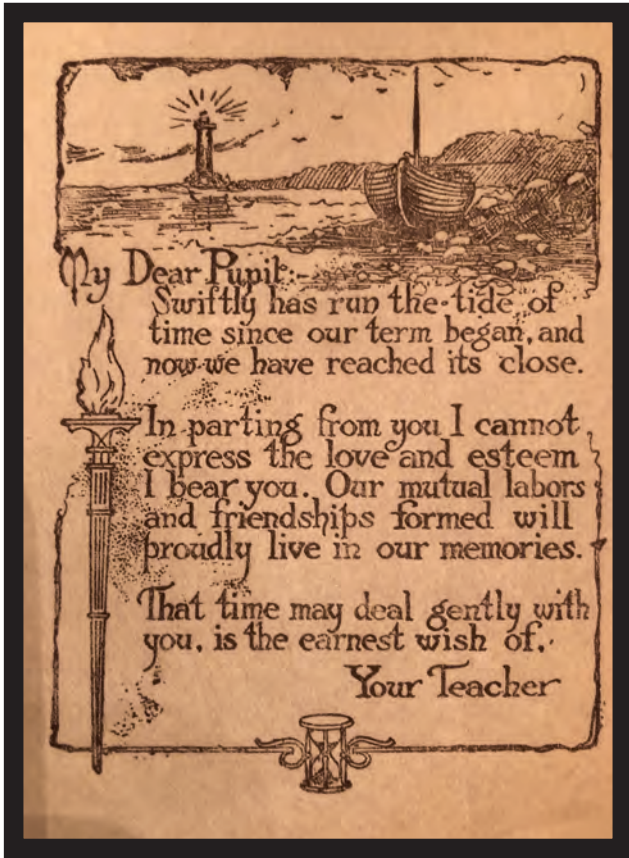 My Dear Pupil:-
Swiftly has run the tide of
time since our term began, and
now we have reached its close.
In parting from you I cannot
express the love and esteem
I bear you. Our mutual labors
and friendships formed will
proudly live in our memories.
That time may deal gently with
you, is the earnest wish of,
Your Teacher